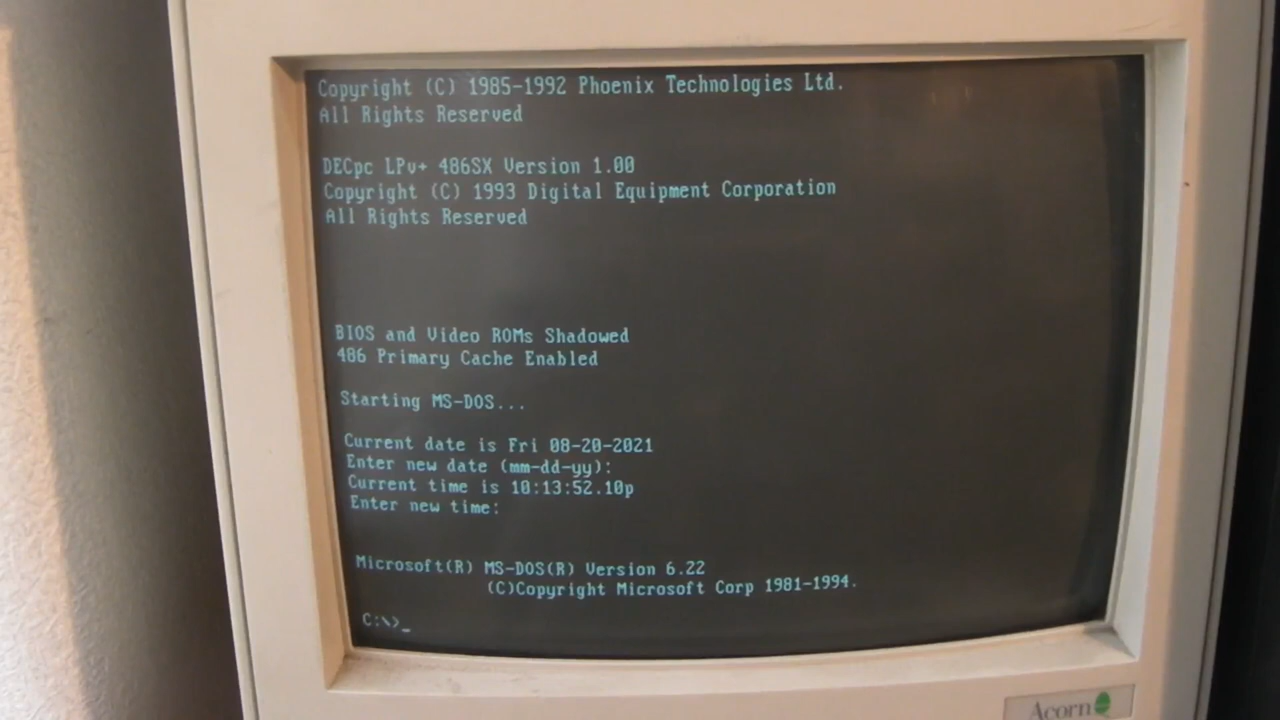 Copyright (C) 1985-1992 Phoenix Technologies Ltd.
All Rights Reserved
DECpc LPv+ 486SX Version 1.00
Copyright (C) 1993 Digital Equipment Corporation
All Rights Reserved
BIOS and Video ROMs Shadowed
486 Primary Cache Enabled
Starting MS-DOS...
Current date is Fri 08-20-2021
Enter new date (mm-dd-yy):
Current time is 10:13:52.10p
Enter new time:
Microsoft(R) MS-DOS(R) Version 6.22
(C)Copyright Microsoft Corp 1981-1994.
C:\>_
Acorn